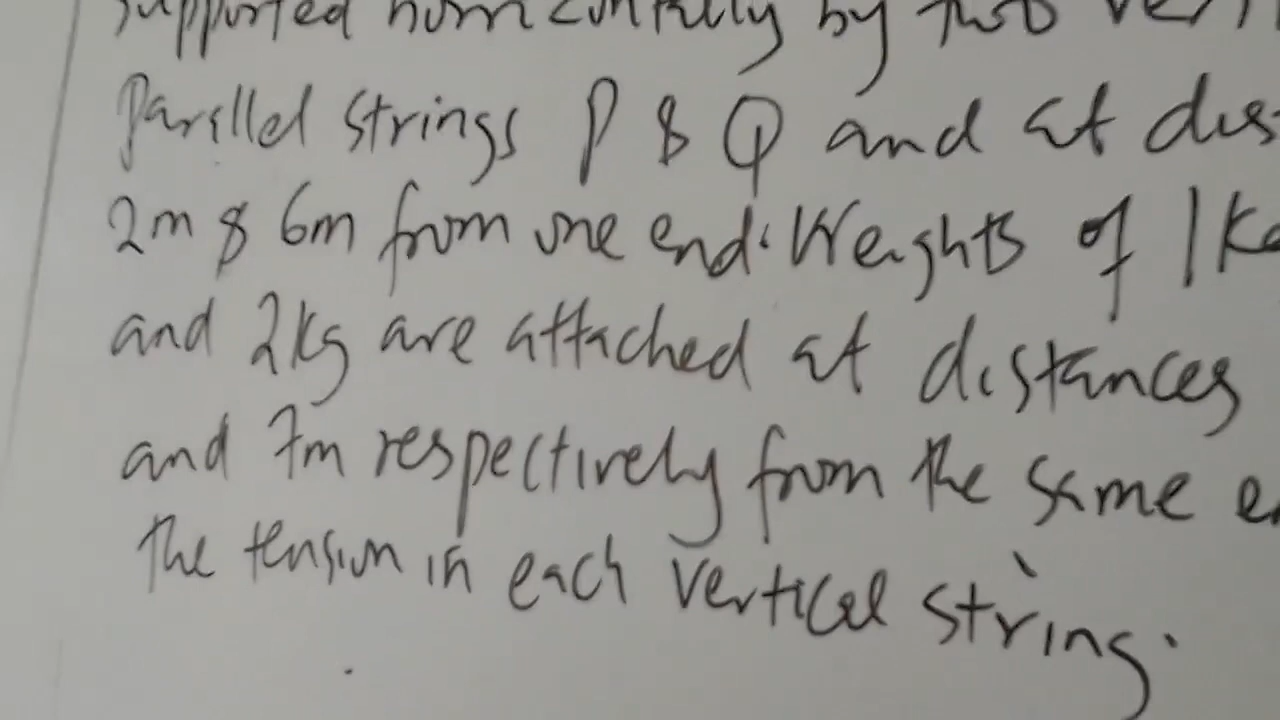 supported horizontally by two
Parallel strings P & Q and at dis
2m & 6m from one end. Weights of 1kg
and 2kg are attached at distances
and 7m respectively from the same e
the tension in each vertical string.